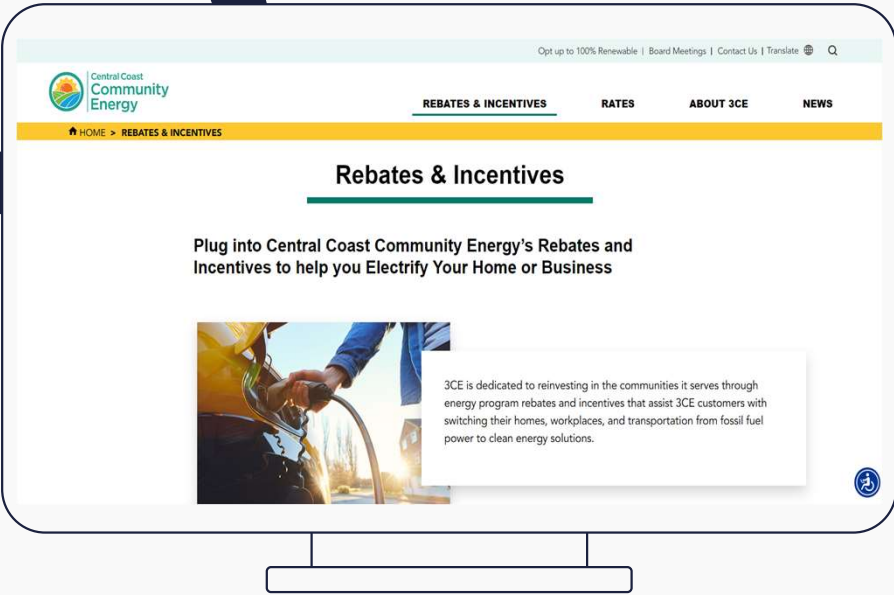 Opt up to 100% Renewable | Board Meetings | Contact Us | Translate
Central Coast
Community
Energy
REBATES & INCENTIVES RATES ABOUT 3CE NEWS
HOME > REBATES & INCENTIVES
Rebates & Incentives
Plug into Central Coast Community Energy’s Rebates and
Incentives to help you Electrify Your Home or Business
3CE is dedicated to reinvesting in the communities it serves through
energy program rebates and incentives that assist 3CE customers with
switching their homes, workplaces, and transportation from fossil fuel
power to clean energy solutions.